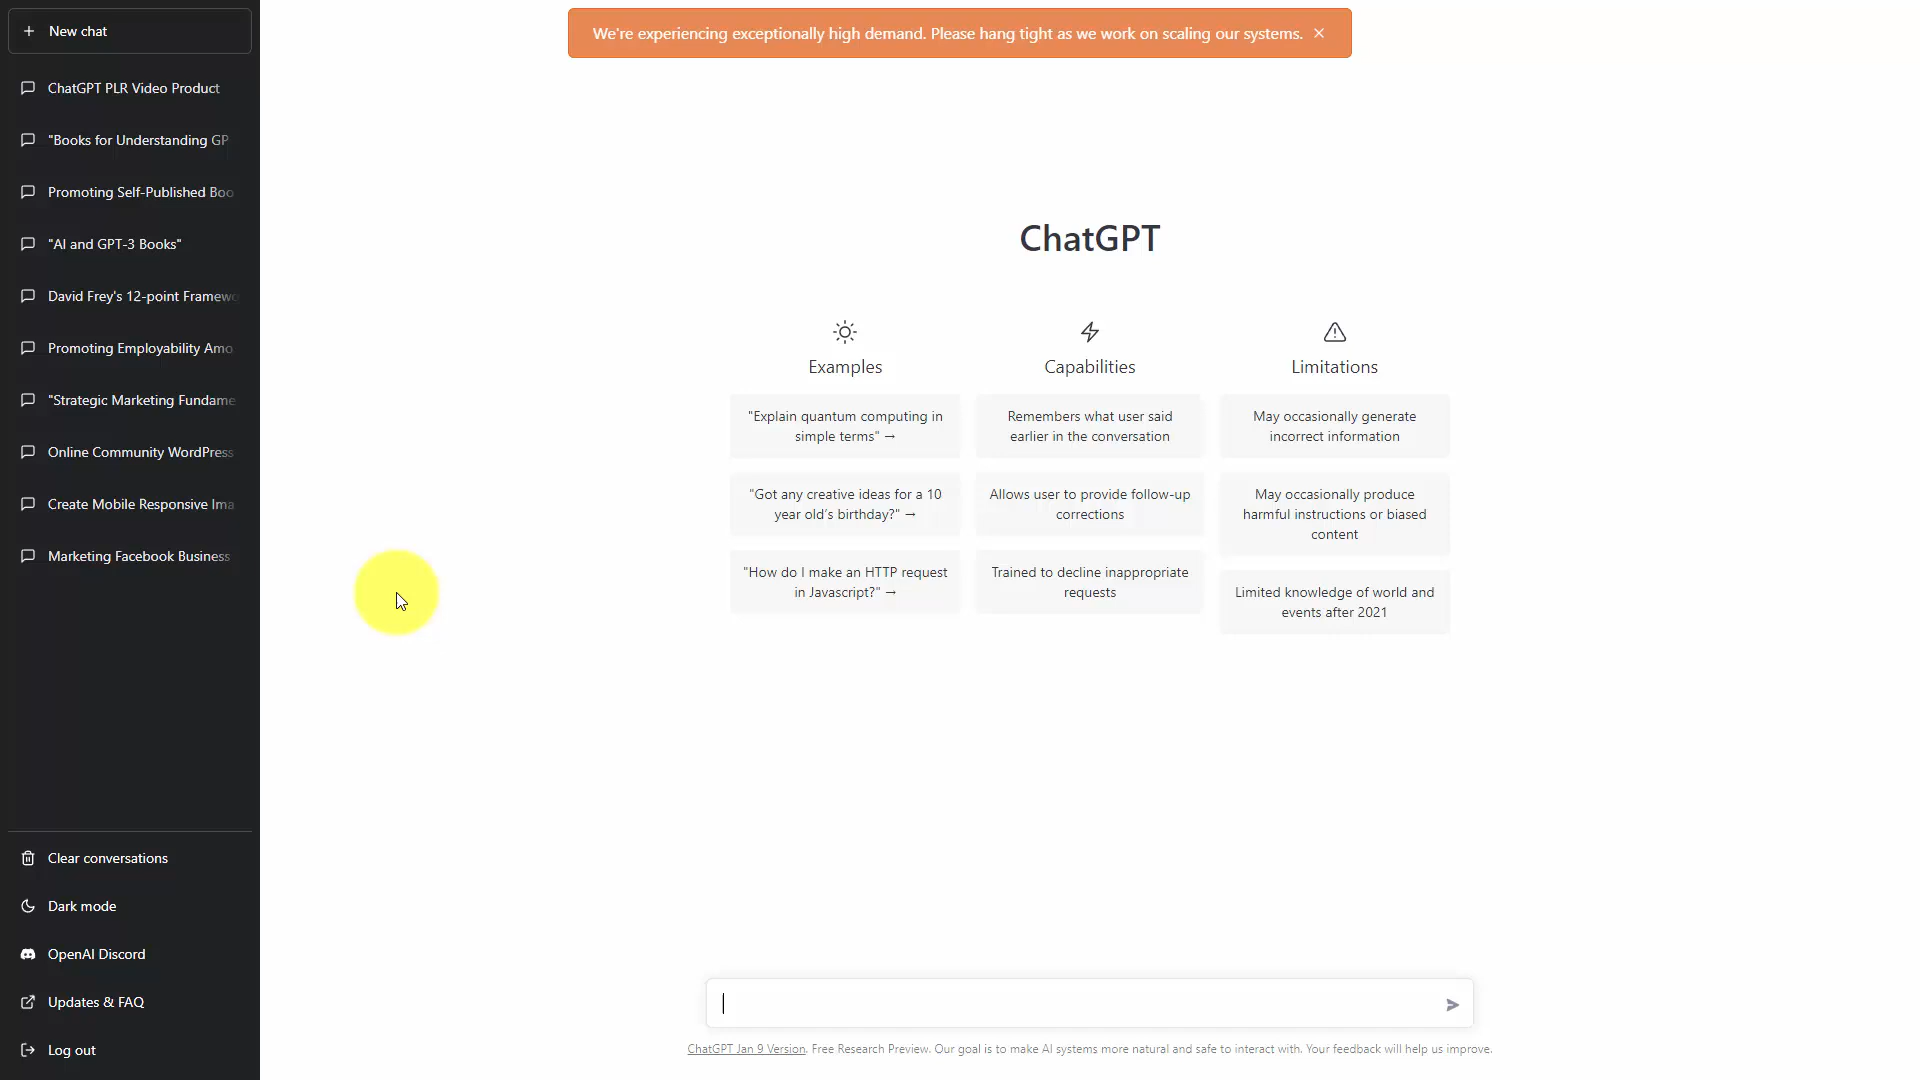 New chat
ChatGPT PLR Video Product
"Books for Understanding GP
Promoting Self-Published Boo
"AI and GPT-3 Books"
David Frey's 12-point Framewo
Promoting Employability Amo
"Strategic Marketing Fundame
Online Community WordPress
Create Mobile Responsive Ima
Marketing Facebook Business
Clear conversations
Dark mode
OpenAI Discord
Updates & FAQ
Log out
We're experiencing exceptionally high demand. Please hang tight as we work on scaling our systems.
ChatGPT
Examples
"Explain quantum computing in
simple terms" →
"Got any creative ideas for a 10
year old's birthday?" →
"How do I make an HTTP request
in Javascript?" →
Capabilities
Remembers what user said
earlier in the conversation
Allows user to provide follow-up
corrections
Trained to decline inappropriate
requests
Limitations
May occasionally generate
incorrect information
May occasionally produce
harmful instructions or biased
content
Limited knowledge of world and
events after 2021
ChatGPT Jan 9 Version. Free Research Preview. Our goal is to make AI systems more natural and safe to interact with. Your feedback will help us improve.